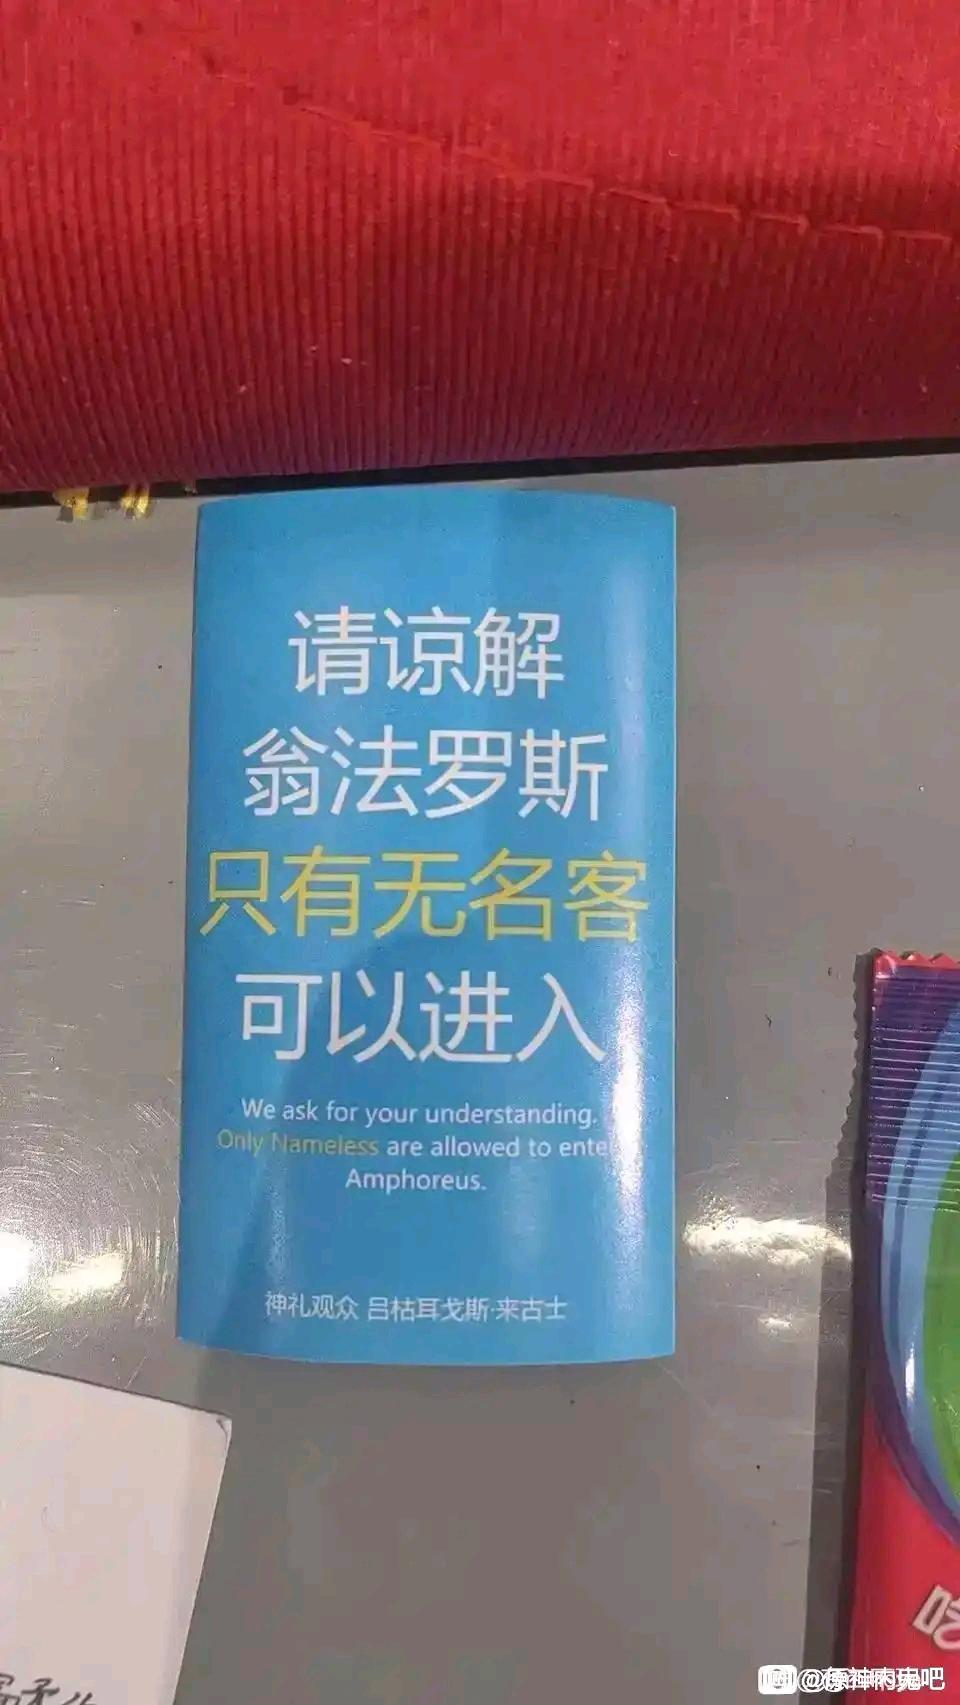 请谅解
翁法罗斯
只有无名客
可以进入
We ask for your understanding.
Only Nameless are allowed to ente
Amphoreus.
神礼观众 吕枯耳戈斯·来古士